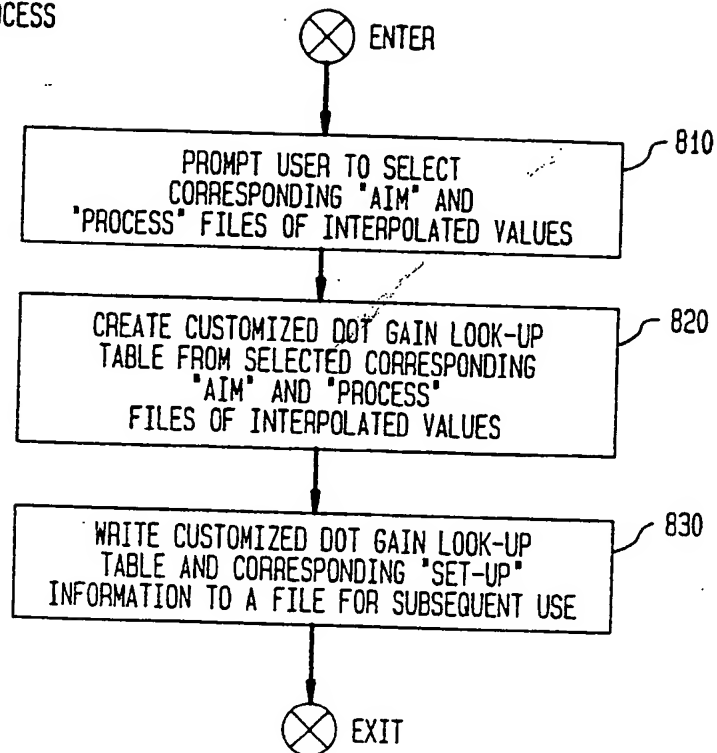 ENTER
810
PROMPT USER TO SELECT
CORRESPONDING "AIM" AND
"PROCESS" FILES OF INTERPOLATED VALUES
820
CREATE CUSTOMIZED DOT GAIN LOOK-UP
TABLE FROM SELECTED CORRESPONDING
"AIM" AND "PROCESS"
FILES OF INTERPOLATED VALUES
830
WRITE CUSTOMIZED DOT GAIN LOOK-UP
TABLE AND CORRESPONDING "SET-UP"
INFORMATION TO A FILE FOR SUBSEQUENT USE
EXIT